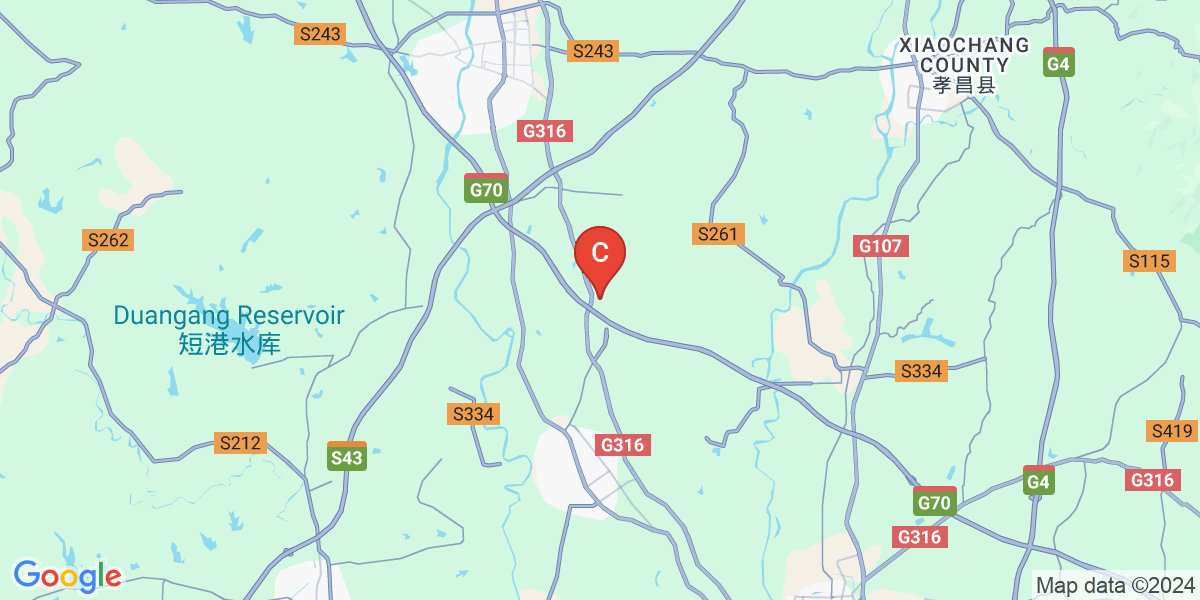 S243
S243
XIAOCHANG
COUNTY
孝昌县
G4
G316
G70
S262
S261
G107
S115
C
Duangang Reservoir
短港水库
S334
S334
S212
G316
S43
S419
G4
G316
G70
G316
Google
Map data ©2024